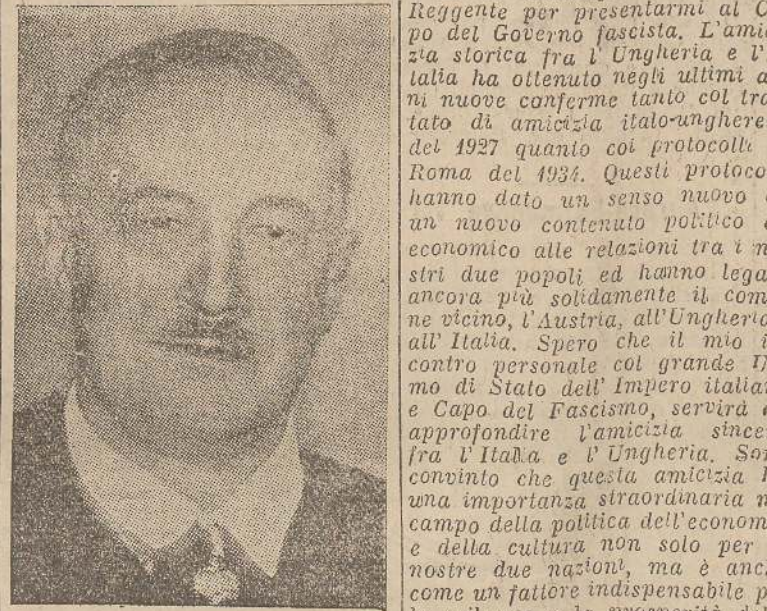 Reggente per presentarmi al C
po del Governo fascista. L'ami
zia storica fra l'Ungheria e l'
talia ha ottenuto negli ultimi a
ni nuove conferme tanto col tra
tato di amicizia italo-unghere
del 1927 quanto coi protocolli
Roma del 1934. Questi protoco
hanno dato un senso nuovo
un nuovo contenuto politico
economico alle relazioni tra i n
stri due popoli ed hanno lega
ancora più solidamente il com
ne vicino, l'Austria, all'Ungheria
all'Italia. Spero che il mio i
contro personale col grande U
mo di Stato dell'Impero italia
e Capo del Fascismo, servirà
approfondire l'amicizia since
fra l'Italia e l'Ungheria. So
convinto che questa amicizia h
una importanza straordinaria n
campo della politica dell'econom
e della cultura non solo per
nostre due nazioni, ma è anc
come un fattore indispensabile p